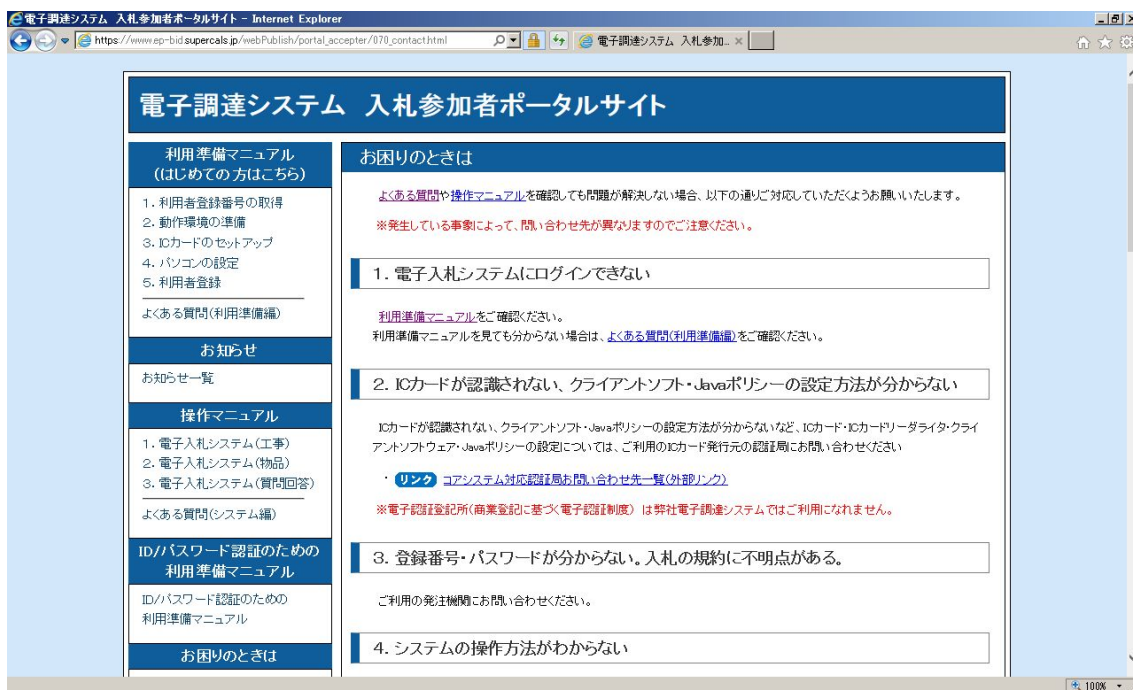 電子調達システム 入札参加者ポータルサイト - Internet Explorer
https://www.ep-bid.supercals.jp/webPublish/portal_accepter/070_contact.html
電子調達システム 入札参加...
電子調達システム 入札参加者ポータルサイト
利用準備マニュアル
(はじめての方はこちら)
1. 利用者登録番号の取得
2. 動作環境の準備
3. ICカードのセットアップ
4. パソコンの設定
5. 利用者登録
よくある質問(利用準備編)
お知らせ
お知らせ一覧
操作マニュアル
1. 電子入札システム(工事)
2. 電子入札システム(物品)
3. 電子入札システム(質問回答)
よくある質問(システム編)
ID/パスワード認証のための
利用準備マニュアル
ID/パスワード認証のための
利用準備マニュアル
お困りのときは
お困りのときは
よくある質問や操作マニュアルを確認しても問題が解決しない場合、以下の通りご対応していただくようお願いいたします。
※発生している事象によって、問い合わせ先が異なりますのでご注意ください。
1. 電子入札システムにログインできない
利用準備マニュアルをご確認ください。
利用準備マニュアルを見ても分からない場合は、よくある質問(利用準備編)をご確認ください。
2. ICカードが認識されない、クライアントソフト・Javaポリシーの設定方法が分からない
ICカードが認識されない、クライアントソフト・Javaポリシーの設定方法が分からないなど、ICカード・ICカードリーダライタ・クライ
アントソフトウェア・Javaポリシーの設定については、ご利用のICカード発行元の認証局にお問い合わせください
・ リンク コアシステム対応認証局お問い合わせ先一覧(外部リンク)
※電子認証登記所(商業登記に基づく電子認証制度) は弊社電子調達システムではご利用になれません。
3. 登録番号・パスワードが分からない。入札の規約に不明点がある。
ご利用の発注機関にお問い合わせください。
4. システムの操作方法がわからない
100%